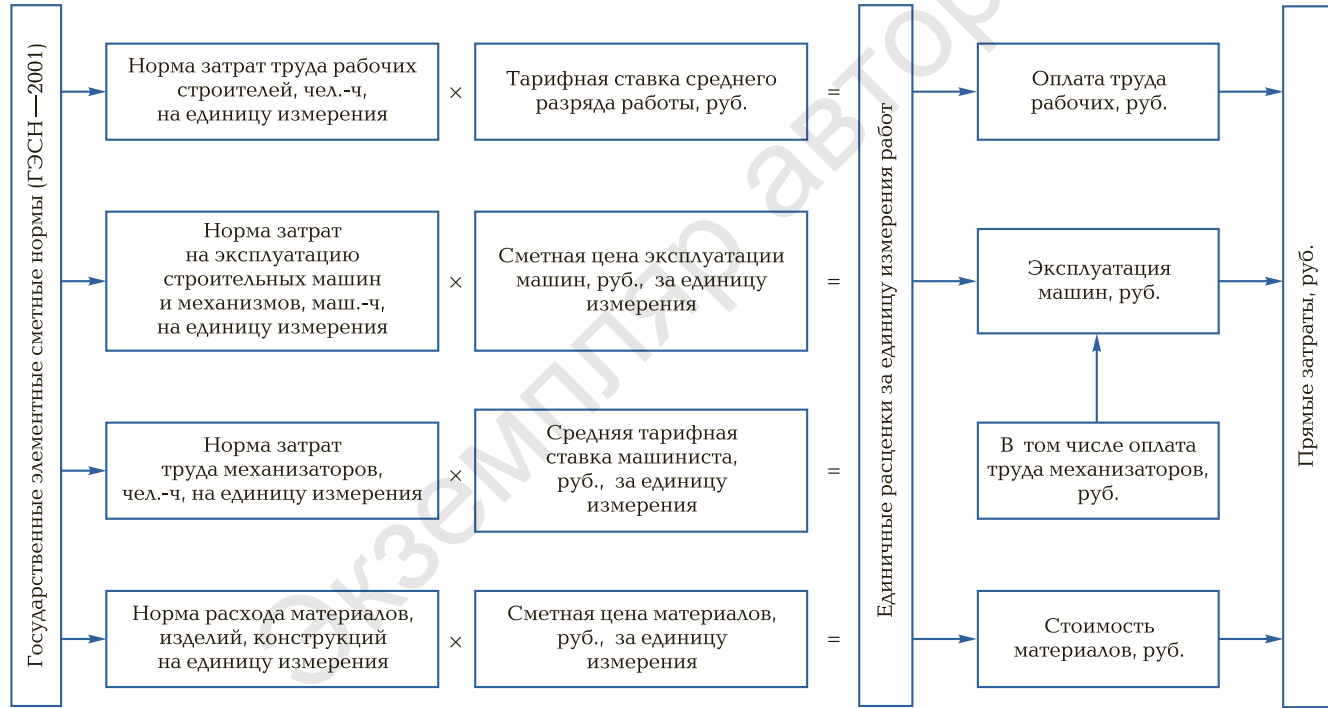 Государственные элементные сметные нормы (ГЭСН—2001)
Норма затрат труда рабочих
строителей, чел.-ч,
на единицу измерения
×
Тарифная ставка среднего
разряда работы, руб.
=
Оплата труда
рабочих, руб.
Норма затрат
на эксплуатацию
строительных машин
и механизмов, маш.-ч,
на единицу измерения
×
Сметная цена эксплуатации
машин, руб., за единицу
измерения
=
Эксплуатация
машин, руб.
Норма затрат
труда механизаторов,
чел.-ч, на единицу измерения
×
Средняя тарифная
ставка машиниста,
руб., за единицу
измерения
=
В том числе оплата
труда механизаторов,
руб.
Норма расхода материалов,
изделий, конструкций
на единицу измерения
×
Сметная цена материалов,
руб., за единицу
измерения
=
Стоимость
материалов, руб.
Единичные расценки за единицу измерения работ
Прямые затраты, руб.
Экземпляр автор